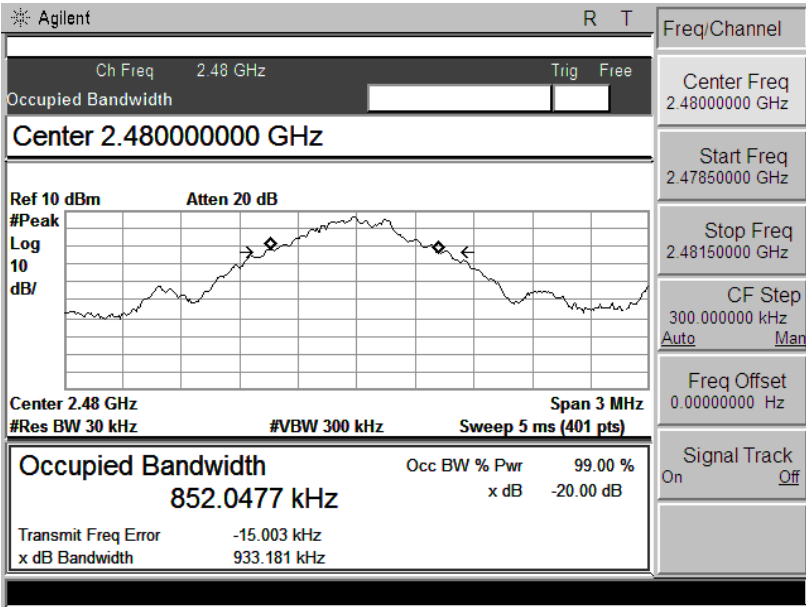 Agilent R T
Ch Freq 2.48 GHz Trig Free
Occupied Bandwidth
Center 2.480000000 GHz
Ref 10 dBm Atten 20 dB
#Peak
Log
10
dB/
Center 2.48 GHz Span 3 MHz
#Res BW 30 kHz #VBW 300 kHz Sweep 5 ms (401 pts)
Occupied Bandwidth Occ BW % Pwr 99.00 %
852.0477 kHz x dB -20.00 dB
Transmit Freq Error -15.003 kHz
x dB Bandwidth 933.181 kHz
Freq/Channel
Center Freq
2.48000000 GHz
Start Freq
2.47850000 GHz
Stop Freq
2.48150000 GHz
CF Step
300.000000 kHz
Auto Man
Freq Offset
0.00000000 Hz
Signal Track
On Off